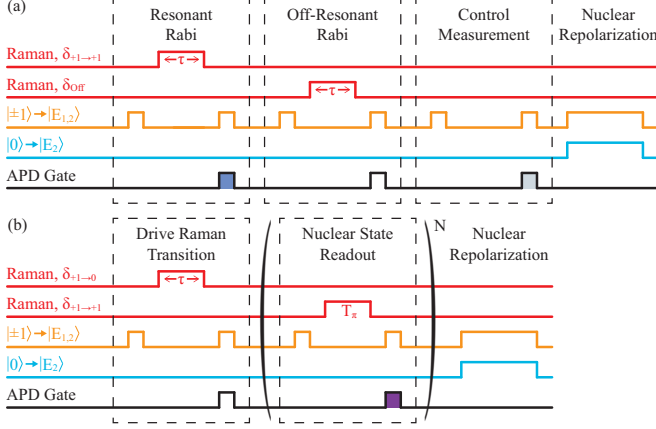 (a)
Resonant Rabi
Off-Resonant Rabi
Control Measurement
Nuclear Repolarization
Raman, δ+1→+1
←τ→
Raman, δOff
←τ→
|±1⟩→|E1,2⟩
|0⟩→|E2⟩
APD Gate
(b)
Drive Raman Transition
Nuclear State Readout
N
Nuclear Repolarization
Raman, δ+1→0
←τ→
Raman, δ+1→+1
Tπ
|±1⟩→|E1,2⟩
|0⟩→|E2⟩
APD Gate